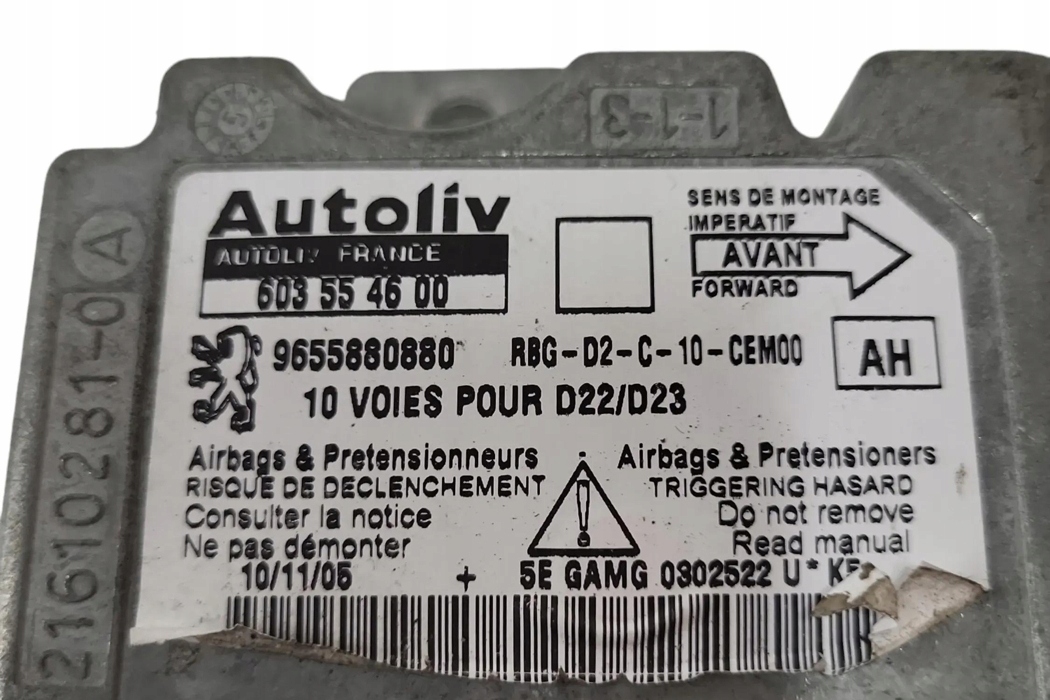 1-1-3
Autoliv
AUTOLIV FRANCE
603 55 46 00
SENS DE MONTAGE
IMPERATIF
AVANT
FORWARD
9655880880 RBG-D2-C-10-CEM00
AH
10 VOIES POUR D22/D23
Airbags & Pretensionneurs
RISQUE DE DECLENCHEMENT
Consulter la notice
Ne pas démonter
Airbags & Pretensioners
TRIGGERING HASARD
Do not remove
Read manual
10/11/05 + 5E GAMG 0302522 U*
21610281-0 A